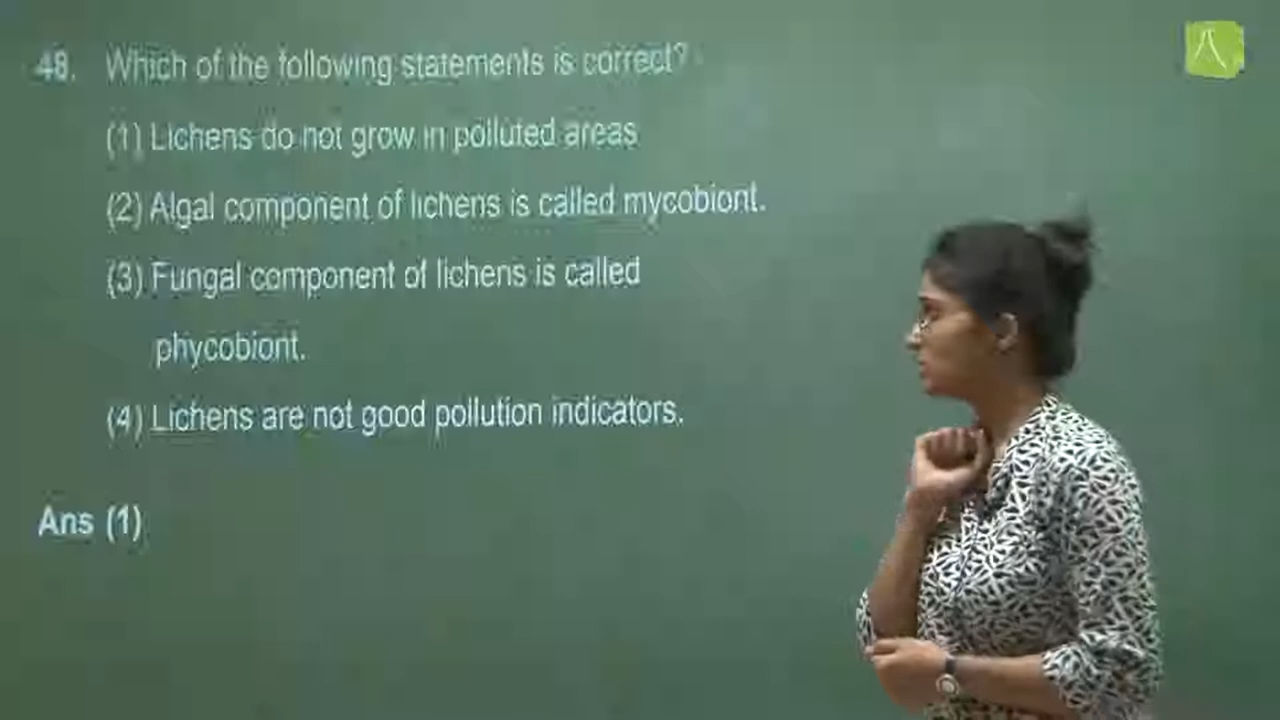 48. Which of the following statements is correct?
(1) Lichens do not grow in polluted areas
(2) Algal component of lichens is called mycobiont.
(3) Fungal component of lichens is called
phycobiont.
(4) Lichens are not good pollution indicators.
Ans (1)